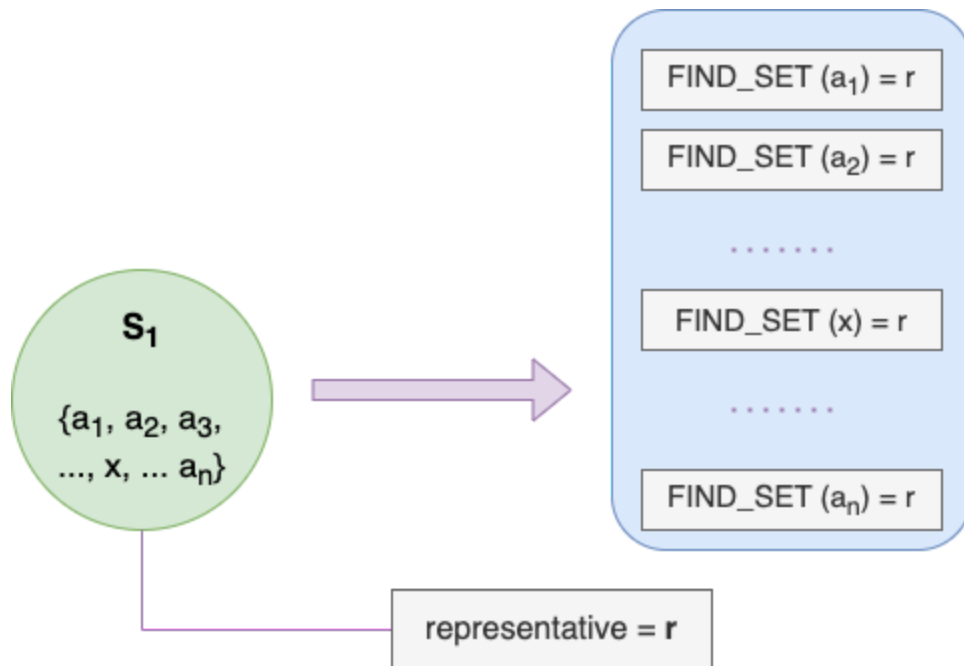 FIND_SET (a₁) = r
FIND_SET (a₂) = r
.......
S₁
{a₁, a₂, a₃,
..., x, ... aₙ}
FIND_SET (x) = r
.......
FIND_SET (aₙ) = r
representative = r